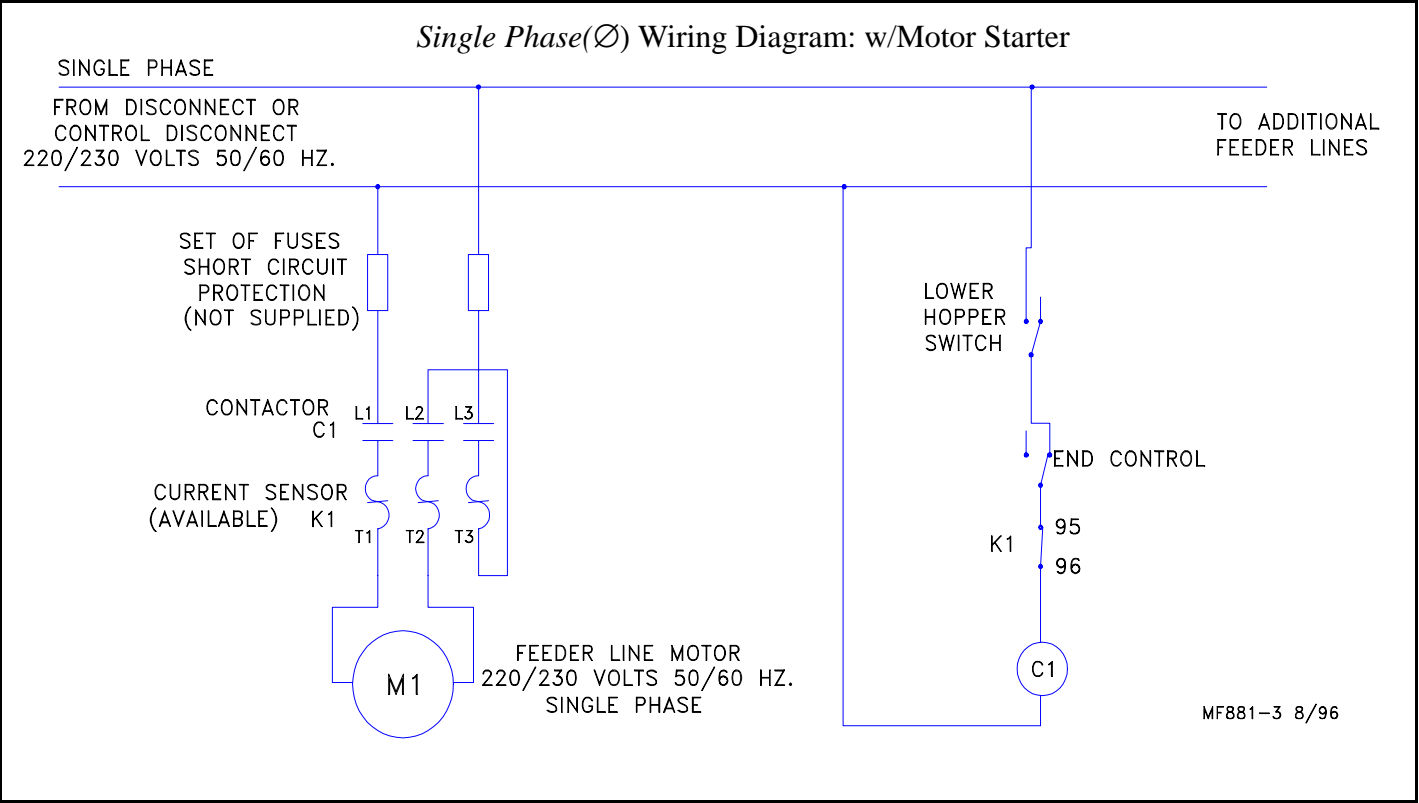 Single Phase(∅) Wiring Diagram: w/Motor Starter
SINGLE PHASE
FROM DISCONNECT OR
CONTROL DISCONNECT
220/230 VOLTS 50/60 HZ.
TO ADDITIONAL
FEEDER LINES
SET OF FUSES
SHORT CIRCUIT
PROTECTION
(NOT SUPPLIED)
LOWER
HOPPER
SWITCH
CONTACTOR
C1
L1
L2
L3
END CONTROL
CURRENT SENSOR
(AVAILABLE) K1
T1
T2
T3
K1
95
96
M1
FEEDER LINE MOTOR
220/230 VOLTS 50/60 HZ.
SINGLE PHASE
C1
MF881-3 8/96